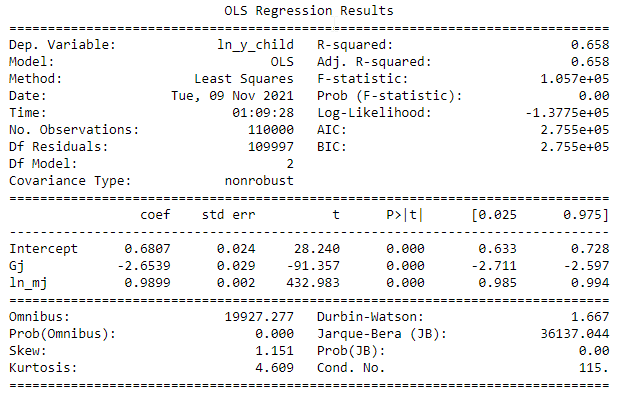 OLS Regression Results
==============================================================================
Dep. Variable:             ln_y_child   R-squared:                       0.658
Model:                            OLS   Adj. R-squared:                  0.658
Method:                 Least Squares   F-statistic:                 1.057e+05
Date:                Tue, 09 Nov 2021   Prob (F-statistic):               0.00
Time:                        01:09:28   Log-Likelihood:            -1.3775e+05
No. Observations:              110000   AIC:                         2.755e+05
Df Residuals:                  109997   BIC:                         2.755e+05
Df Model:                           2
Covariance Type:            nonrobust
==============================================================================
coef    std err          t      P>|t|      [0.025      0.975]
------------------------------------------------------------------------------
Intercept      0.6807      0.024     28.240      0.000       0.633       0.728
Gj            -2.6539      0.029    -91.357      0.000      -2.711      -2.597
ln_mj          0.9899      0.002    432.983      0.000       0.985       0.994
==============================================================================
Omnibus:                    19927.277   Durbin-Watson:                   1.667
Prob(Omnibus):                  0.000   Jarque-Bera (JB):            36137.044
Skew:                           1.151   Prob(JB):                         0.00
Kurtosis:                       4.609   Cond. No.                         115.
==============================================================================